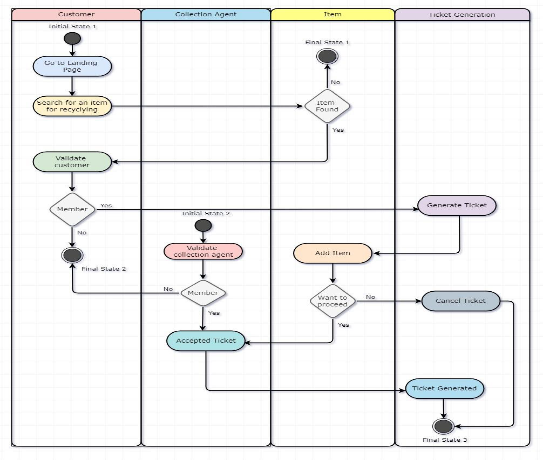 Customer
Collection Agent
Item
Ticket Generation
Initial State 1
Final State 1
Go to Landing
Page
No
Search for an item
for recyclying
Item
Found
Yes
Validate
customer
Member
Yes
Generate Ticket
Initial State 2
No
Validate
collection agent
Add Item
Final State 2
No
Member
Want to
proceed
No
Cancel Ticket
Yes
Yes
Accepted Ticket
Ticket Generated
Final State 3